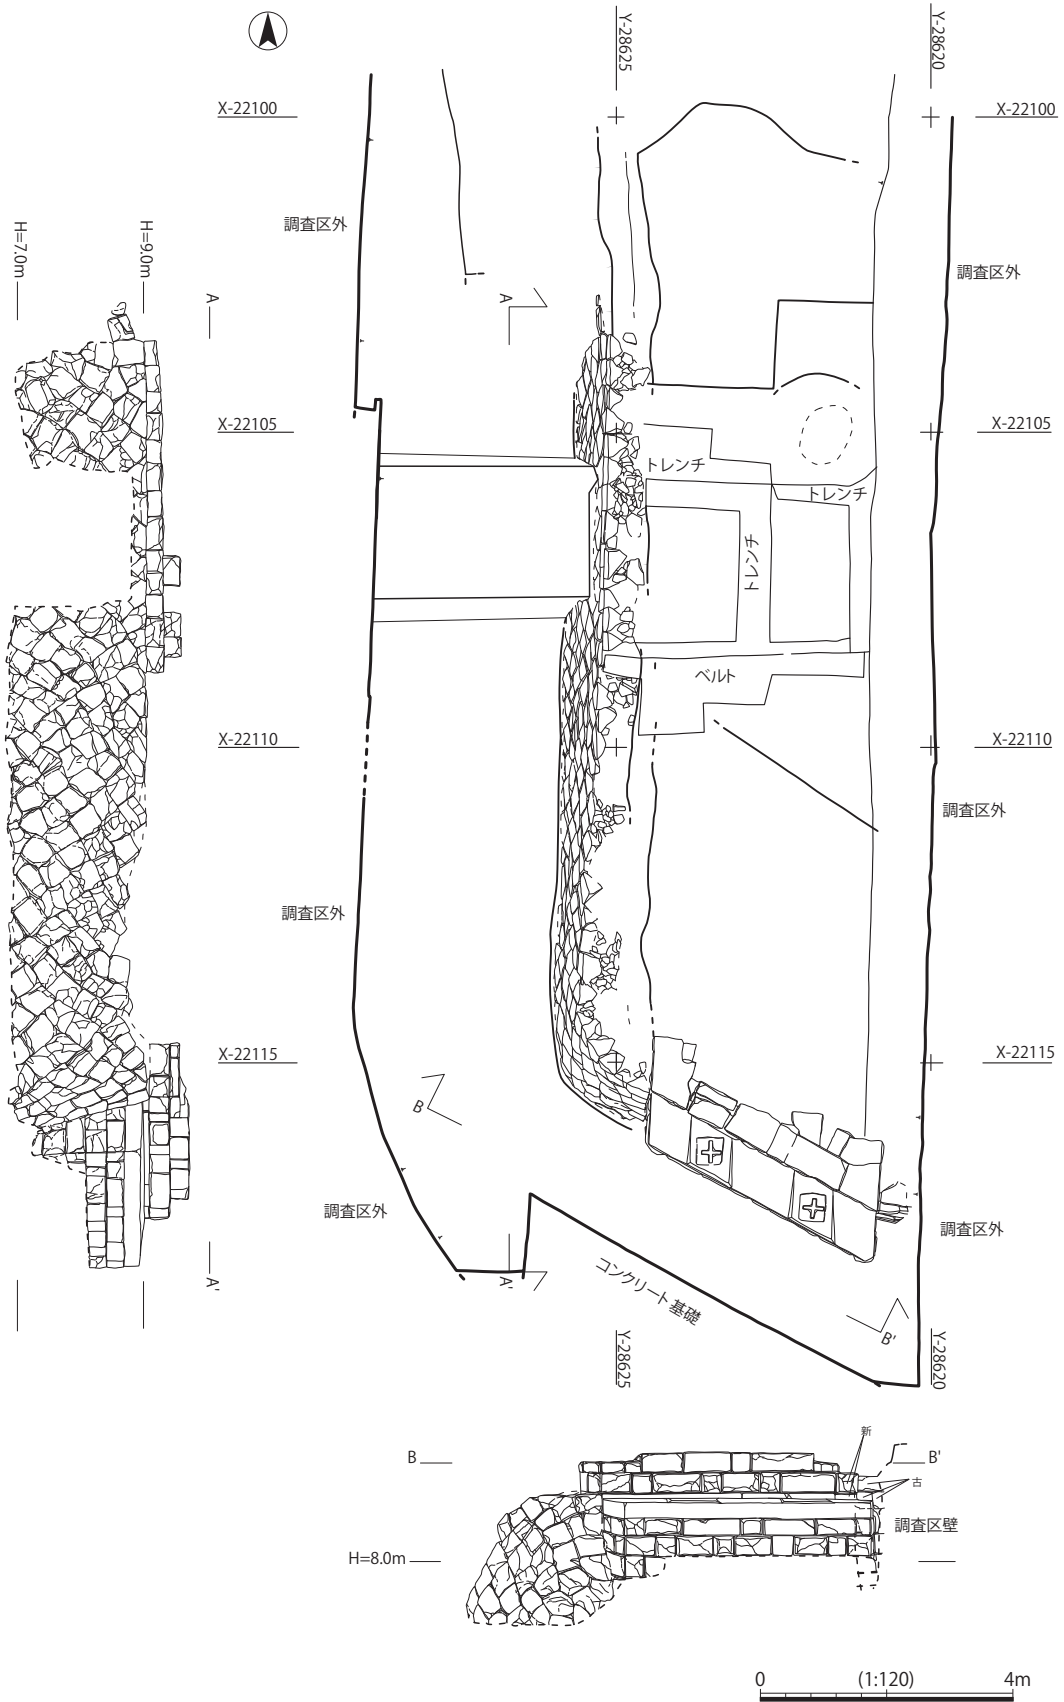 Y-28625
Y-28620
X-22100
X-22100
調査区外
H=7.0m
H=9.0m
調査区外
A
A
X-22105
X-22105
トレンチ
トレンチ
トレンチ
ベルト
X-22110
X-22110
調査区外
調査区外
X-22115
X-22115
B
調査区外
調査区外
A'
A'
コンクリート基礎
B'
Y-28625
Y-28620
新
B
B'
古
調査区壁
H=8.0m
0
(1:120)
4m